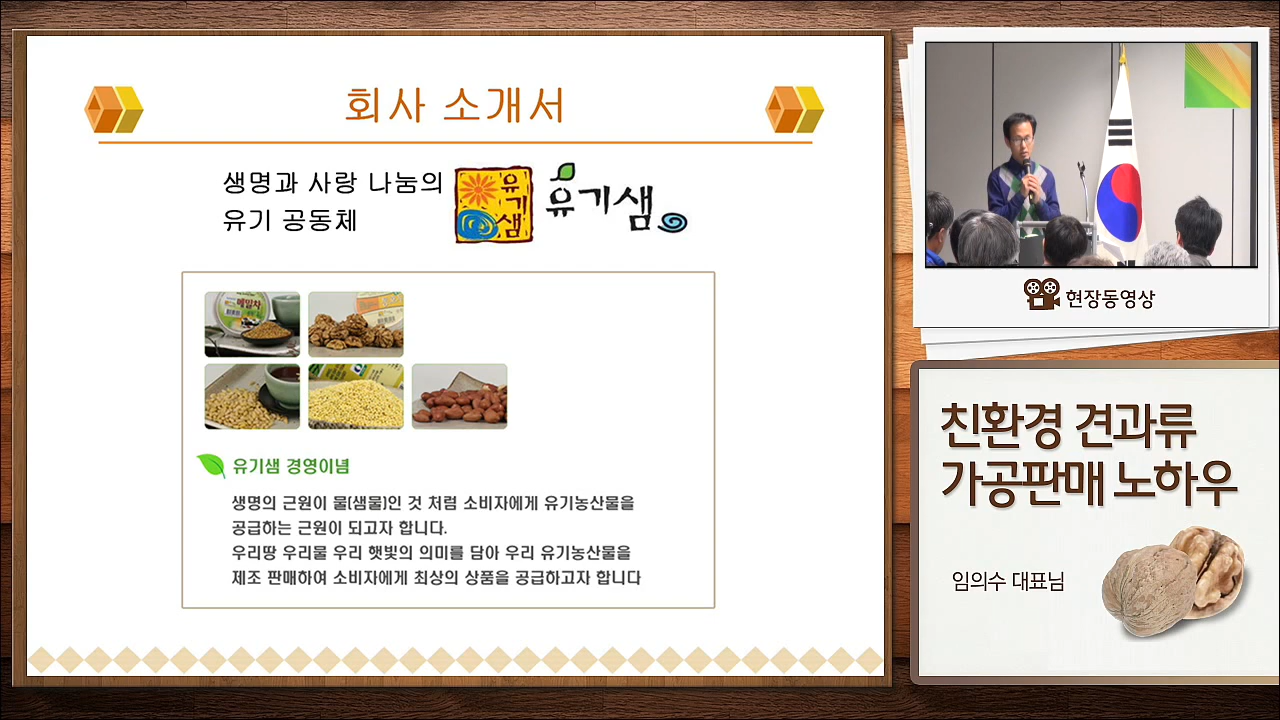 회사 소개서
생명과 사랑 나눔의
유기 공동체
유기샘
유기샘
메밀차
유기샘 경영이념
생명의 근원이 물(샘물)인 것 처럼 소비자에게 유기농산물을
공급하는 근원이 되고자 합니다.
우리땅 우리물 우리 햇빛의 의미를 담아 우리 유기농산물을
제조 판매하여 소비자에게 최상의 상품을 공급하고자 합니다
현장동영상
친환경 견과류
가공판매 노하우
임의수 대표님